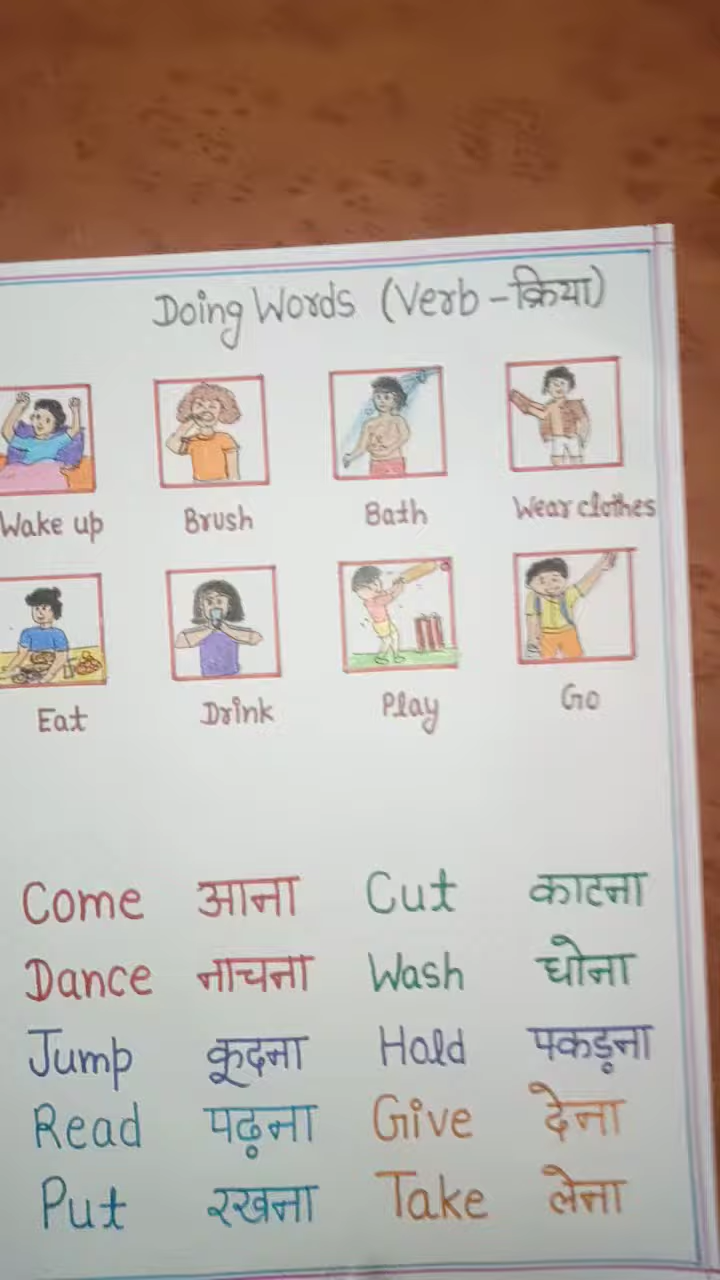 Doing Words (Verb - क्रिया)
Wake up Brush Bath Wear clothes
Eat Drink Play Go
Come आना Cut काटना
Dance नाचना Wash धोना
Jump कूदना Hold पकड़ना
Read पढ़ना Give देना
Put रखना Take लेना